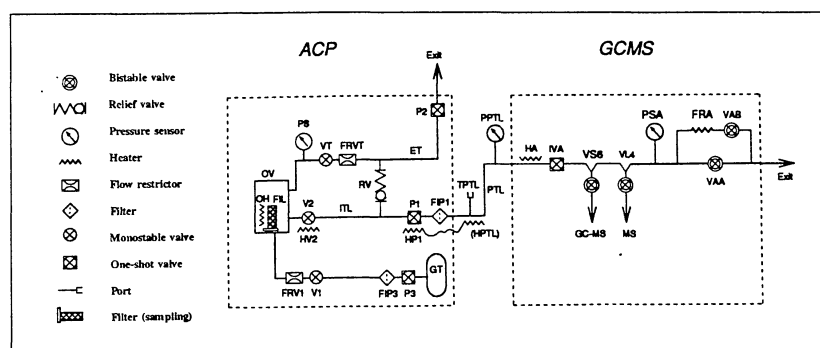 ACP
GCMS
Bistable valve
Relief valve
Pressure sensor
Heater
Flow restrictor
Filter
Monostable valve
One-shot valve
Port
Filter (sampling)
Exit
P2
PS
VT
FRVT
ET
OV
OH
FIL
RV
V2
ITL
HV2
P1
FIP1
HP1
TPTL
PTL
(HPTL)
PPTL
FRV1
V1
FIP3
P3
GT
HA
IVA
VS6
VL4
PSA
FRA
VAB
VAA
Exit
GC-MS
MS